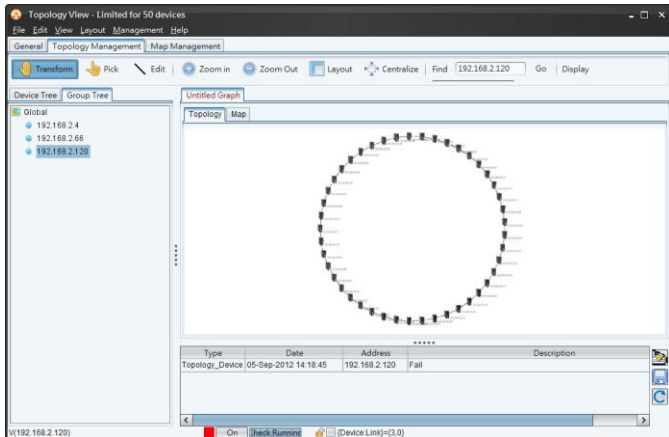 Topology View - Limited for 50 devices
File Edit View Layout Management Help
General Topology Management Map Management
Transform Pick Edit Zoom in Zoom Out Layout Centralize Find 192.168.2.120 Go Display
Device Tree Group Tree
Untitled Graph
Global
192.168.2.4
192.168.2.66
192.168.2.120
Topology Map
Type Date Address Description
Topology_Device 05-Sep-2012 14:18:45 192.168.2.120 Fail
V(192.168.2.120)
On Check Running {Device:Link}={3,0}